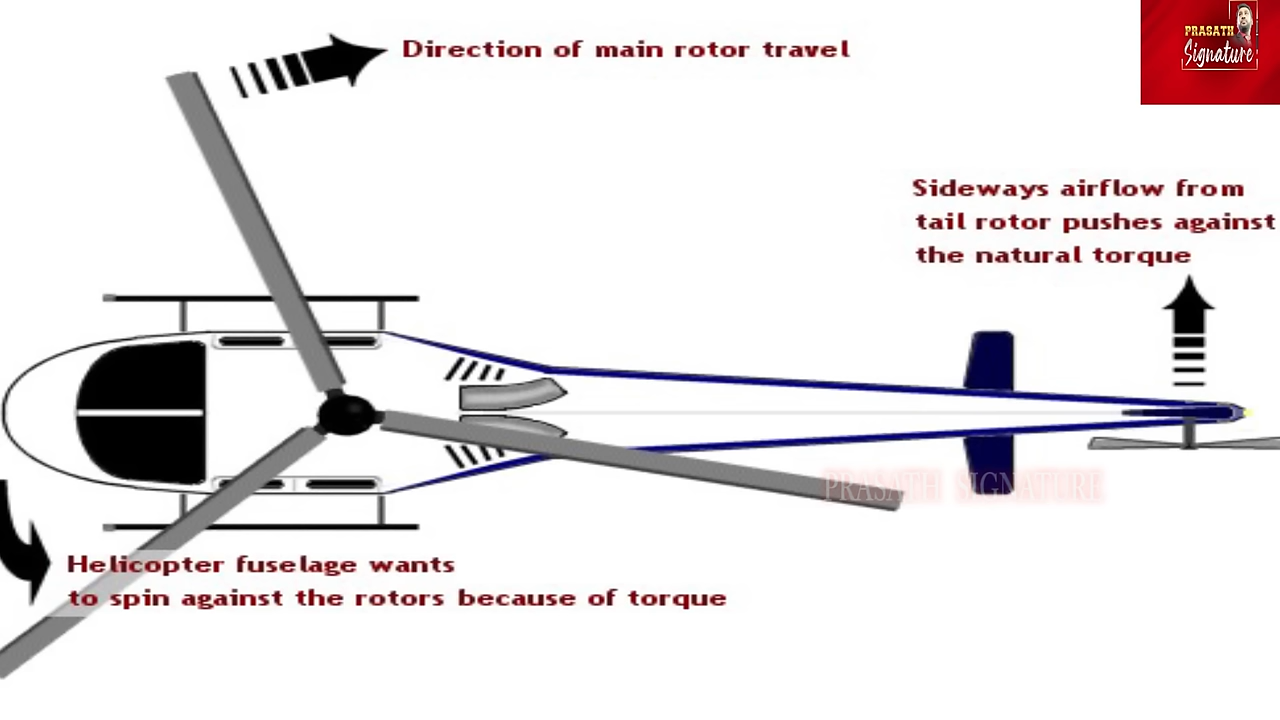 Direction of main rotor travel
PRASATH
Signature
Sideways airflow from
tail rotor pushes against
the natural torque
PRASATH SIGNATURE
Helicopter fuselage wants
to spin against the rotors because of torque